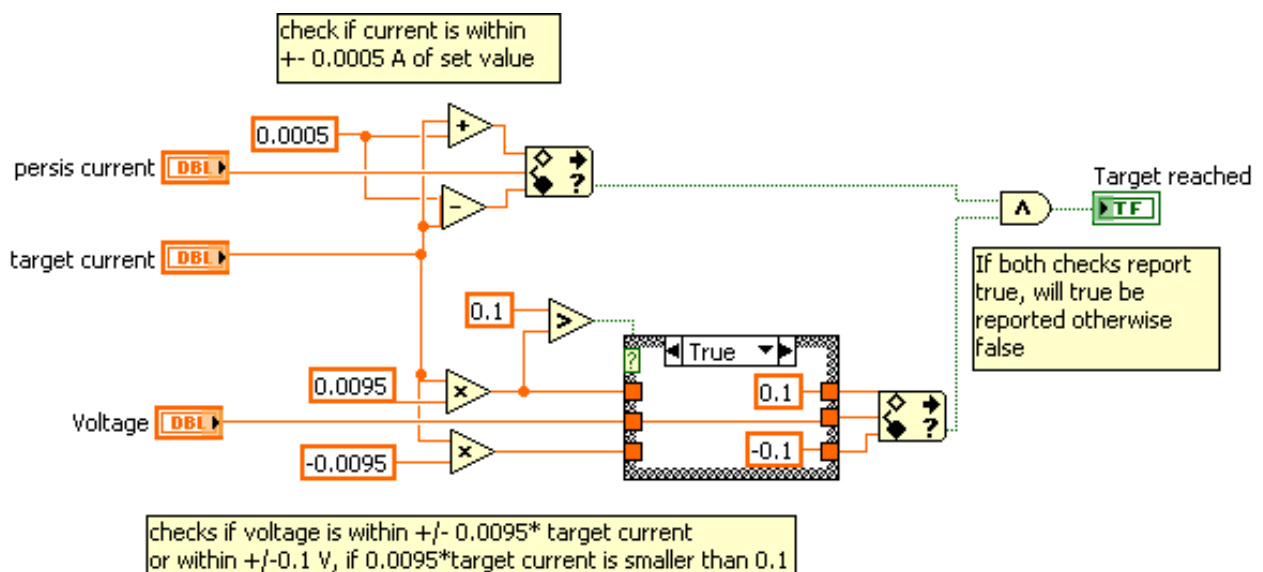 check if current is within
+- 0.0005 A of set value
0.0005
+
persis current DBL
?
Target reached
-
∧
TF
target current DBL
If both checks report
true, will true be
reported otherwise
false
0.1
>
True
?
0.0095
x
0.1
Voltage DBL
?
-0.0095
x
-0.1
checks if voltage is within +/- 0.0095* target current
or within +/-0.1 V, if 0.0095*target current is smaller than 0.1